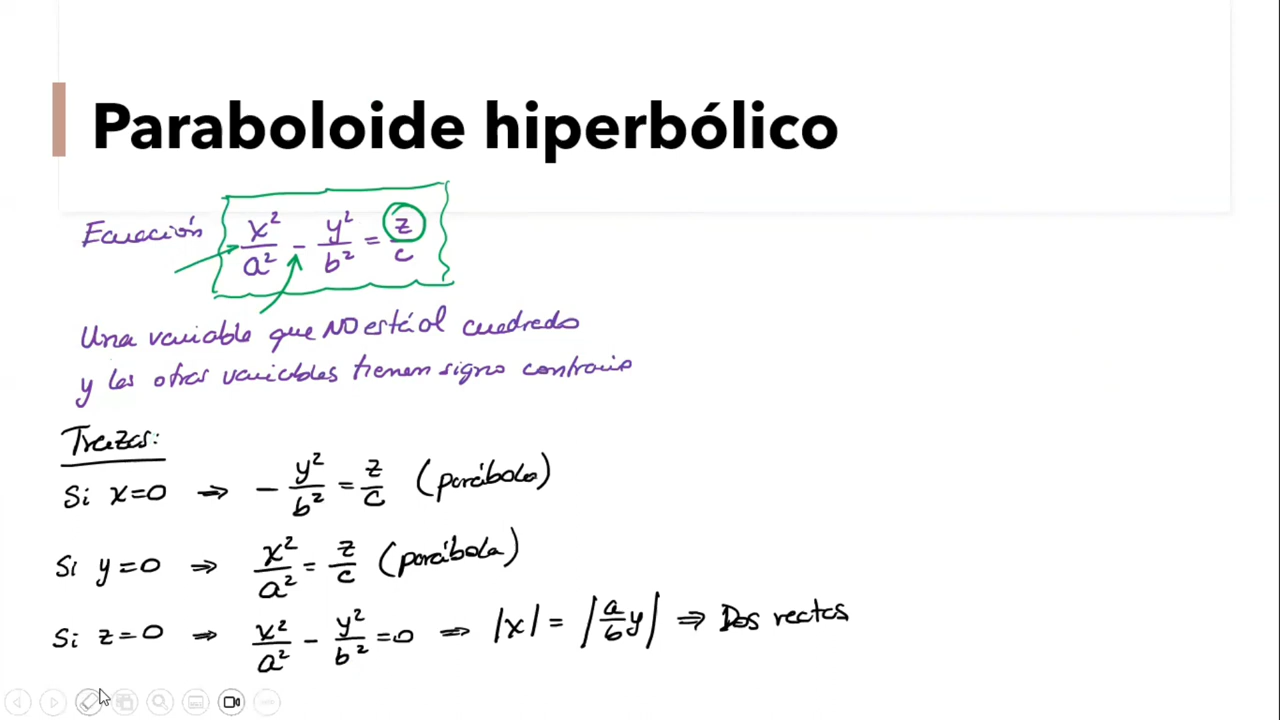 Paraboloide hiperbólico
Ecuación x²/a² - y²/b² = z/c
Una variable que NO está al cuadrado
y las otras variables tienen signo contrario
Trazas:
Si x=0 ⇒ - y²/b² = z/c (parábola)
Si y=0 ⇒ x²/a² = z/c (parábola)
Si z=0 ⇒ x²/a² - y²/b² = 0 ⇒ |x| = |a/b y| ⇒ Dos rectas